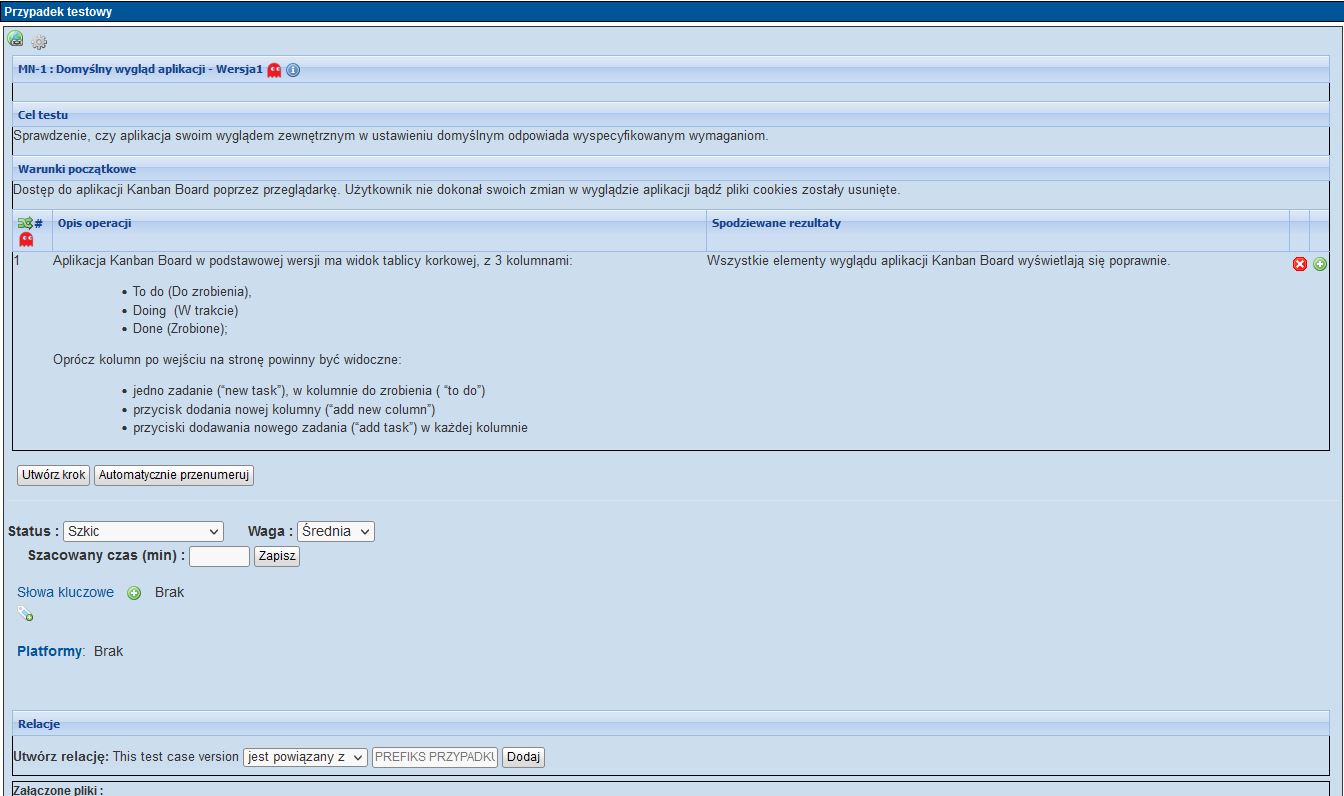 Przypadek testowy
MN-1 : Domyślny wygląd aplikacji - Wersja1
Cel testu
Sprawdzenie, czy aplikacja swoim wyglądem zewnętrznym w ustawieniu domyślnym odpowiada wyspecyfikowanym wymaganiom.
Warunki początkowe
Dostęp do aplikacji Kanban Board poprzez przeglądarkę. Użytkownik nie dokonał swoich zmian w wyglądzie aplikacji bądź pliki cookies zostały usunięte.
# Opis operacji Spodziewane rezultaty
1 Aplikacja Kanban Board w podstawowej wersji ma widok tablicy korkowej, z 3 kolumnami: Wszystkie elementy wyglądu aplikacji Kanban Board wyświetlają się poprawnie.
• To do (Do zrobienia),
• Doing (W trakcie)
• Done (Zrobione);
Oprócz kolumn po wejściu na stronę powinny być widoczne:
• jedno zadanie (“new task”), w kolumnie do zrobienia ( “to do”)
• przycisk dodania nowej kolumny (“add new column”)
• przyciski dodawania nowego zadania (“add task”) w każdej kolumnie
Utwórz krok Automatycznie przenumeruj
Status : Szkic Waga : Średnia
Szacowany czas (min) : Zapisz
Słowa kluczowe Brak
Platformy: Brak
Relacje
Utwórz relację: This test case version jest powiązany z PREFIKS PRZYPADKU Dodaj
Załączone pliki :